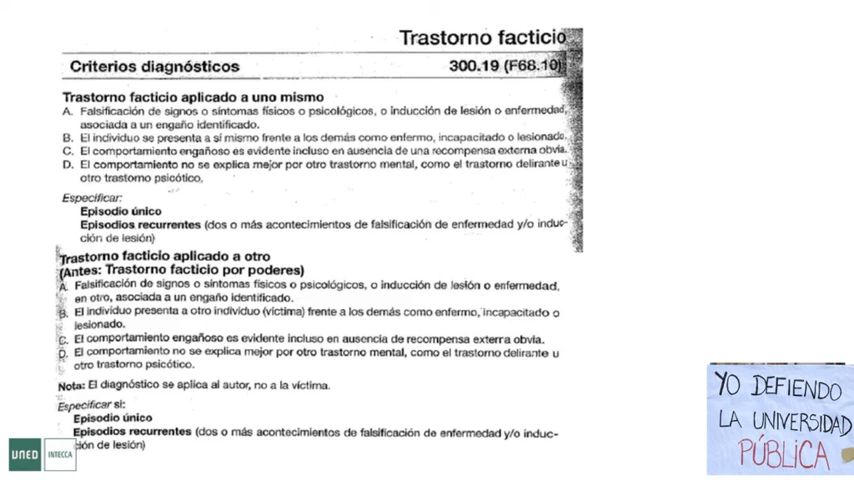 Trastorno facticio
Criterios diagnósticos 300.19 (F68.10)
Trastorno facticio aplicado a uno mismo
A. Falsificación de signos o síntomas físicos o psicológicos, o inducción de lesión o enfermedad,
asociada a un engaño identificado.
B. El individuo se presenta a sí mismo frente a los demás como enfermo, incapacitado o lesionado.
C. El comportamiento engañoso es evidente incluso en ausencia de una recompensa externa obvia.
D. El comportamiento no se explica mejor por otro trastorno mental, como el trastorno delirante u
otro trastorno psicótico.
Especificar:
Episodio único
Episodios recurrentes (dos o más acontecimientos de falsificación de enfermedad y/o induc-
ción de lesión)
Trastorno facticio aplicado a otro
(Antes: Trastorno facticio por poderes)
A. Falsificación de signos o síntomas físicos o psicológicos, o inducción de lesión o enfermedad,
en otro, asociada a un engaño identificado.
B. El individuo presenta a otro individuo (víctima) frente a los demás como enfermo, incapacitado o
lesionado.
C. El comportamiento engañoso es evidente incluso en ausencia de recompensa externa obvia.
D. El comportamiento no se explica mejor por otro trastorno mental, como el trastorno delirante u
otro trastorno psicótico.
Nota: El diagnóstico se aplica al autor, no a la víctima.
Especificar si:
Episodio único
Episodios recurrentes (dos o más acontecimientos de falsificación de enfermedad y/o induc-
ción de lesión)
UNED INTECCA
YO DEFIENDO
LA UNIVERSIDAD
PÚBLICA